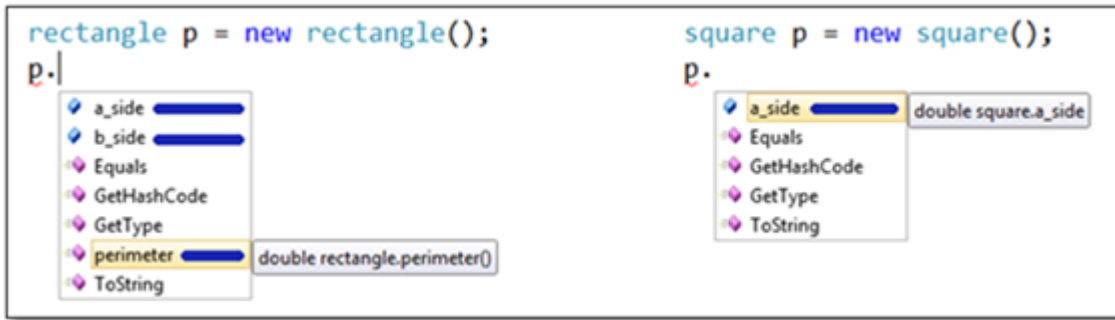 rectangle p = new rectangle();
p.
a_side
b_side
Equals
GetHashCode
GetType
perimeter double rectangle.perimeter()
ToString
square p = new square();
p.
a_side double square.a_side
Equals
GetHashCode
GetType
ToString